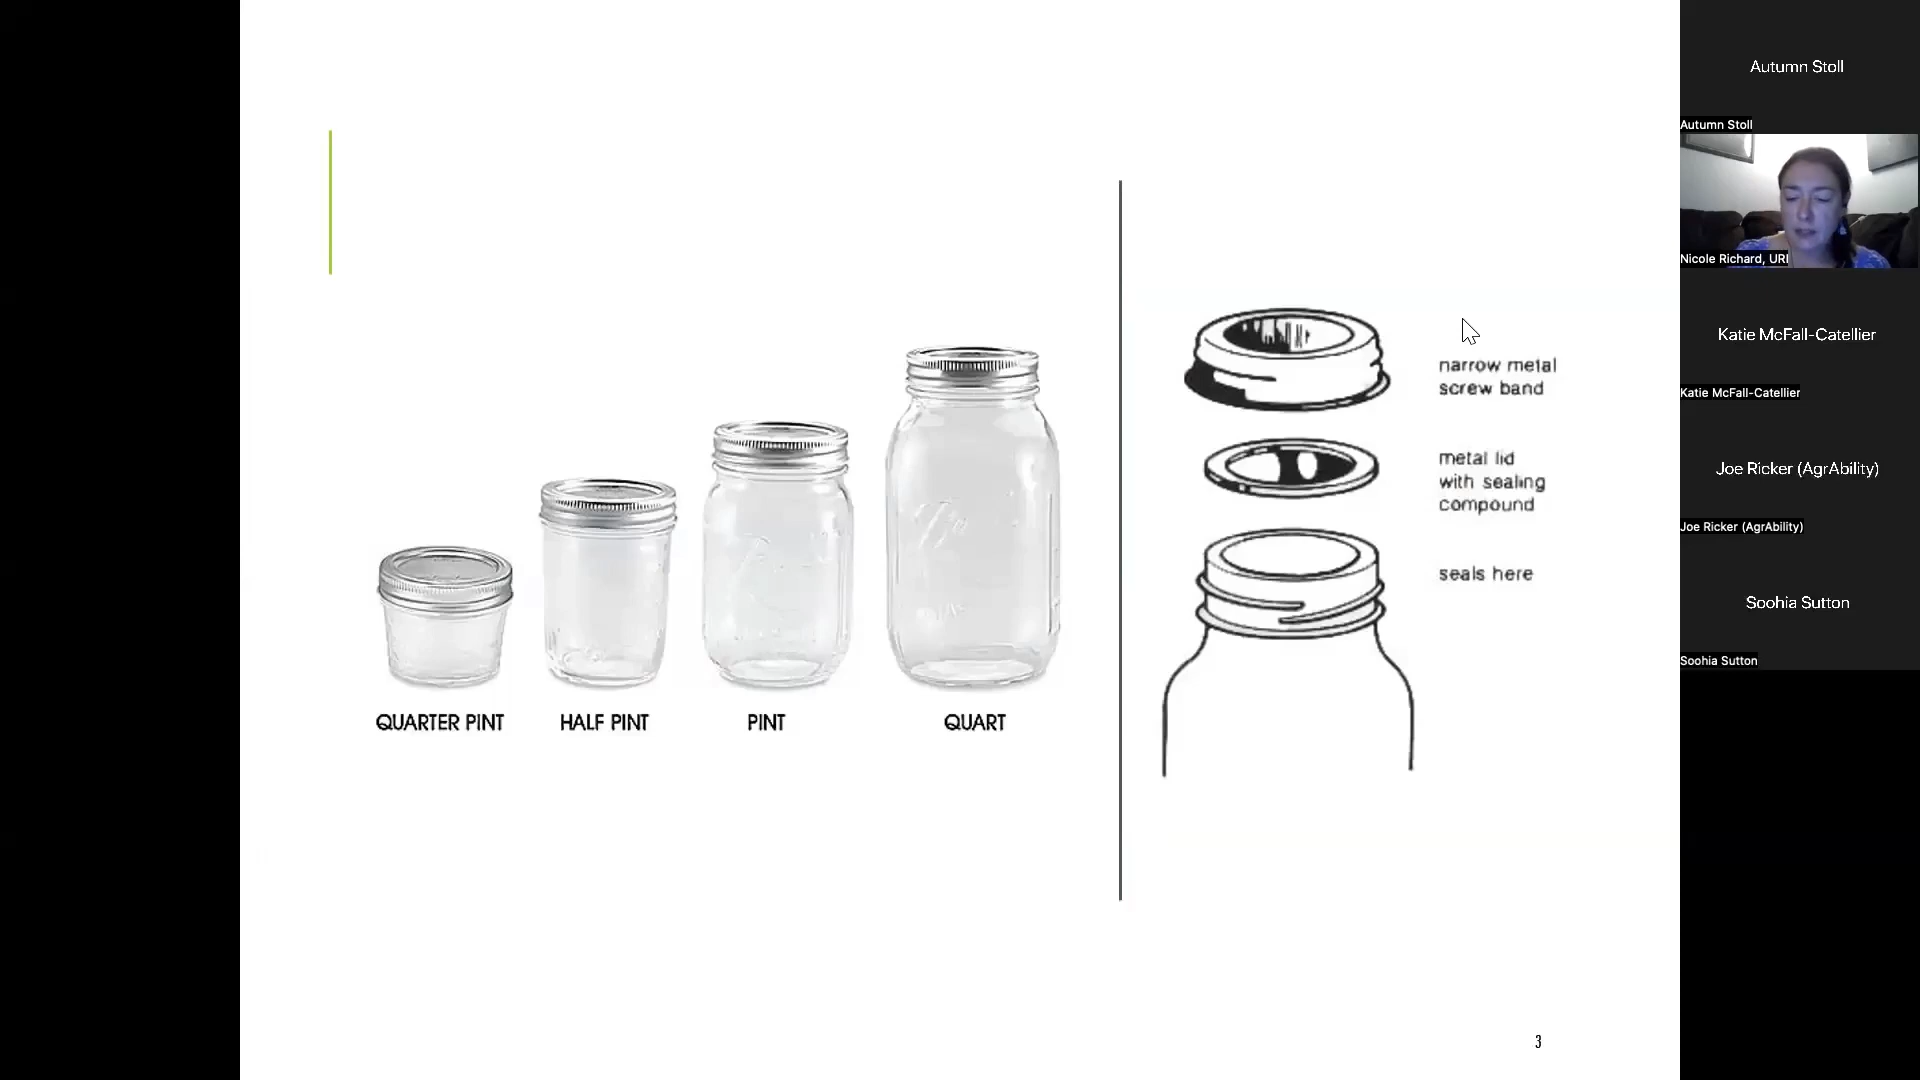 QUARTER PINT
HALF PINT
PINT
QUART
narrow metal
screw band
metal lid
with sealing
compound
seals here
3
Autumn Stoll
Autumn Stoll
Nicole Richard, URI
Katie McFall-Catellier
Katie McFall-Catellier
Joe Ricker (AgrAbility)
Joe Ricker (AgrAbility)
Soohia Sutton
Soohia Sutton